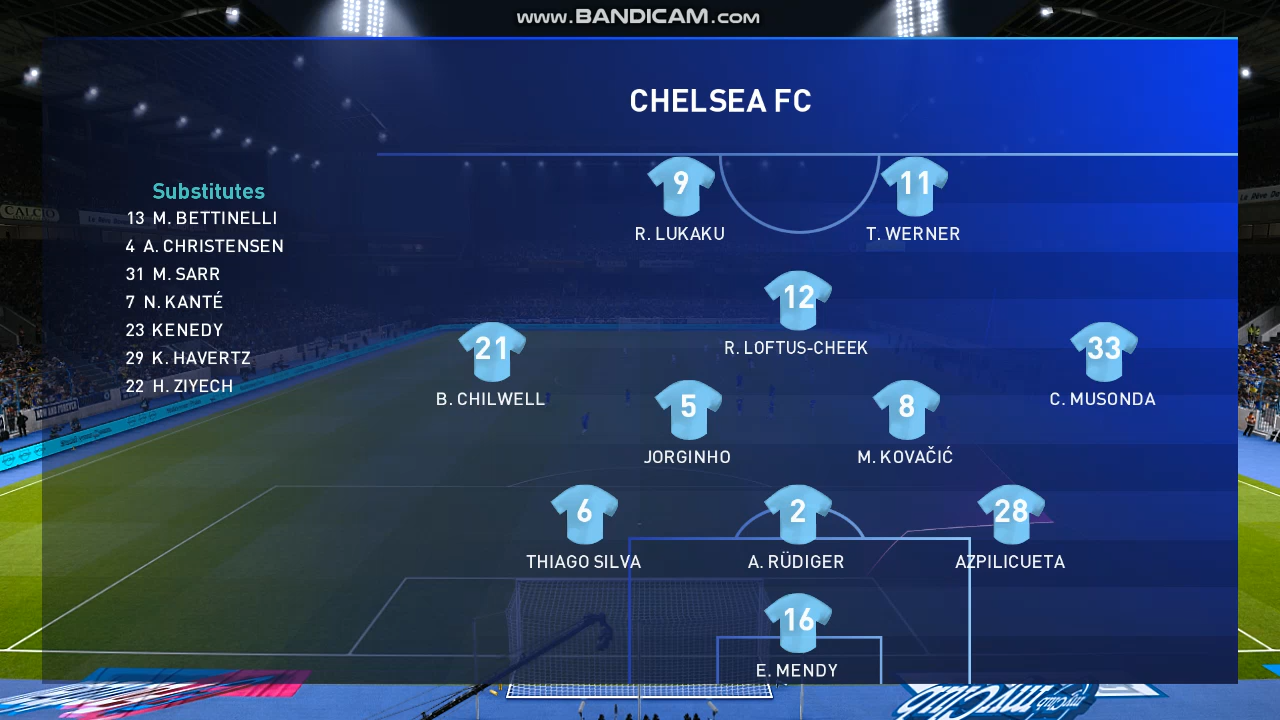 www.BANDICAM.com
CHELSEA FC
Substitutes
13 M. BETTINELLI
4 A. CHRISTENSEN
31 M. SARR
7 N. KANTÉ
23 KENEDY
29 K. HAVERTZ
22 H. ZIYECH
9
R. LUKAKU
11
T. WERNER
12
R. LOFTUS-CHEEK
21
B. CHILWELL
33
C. MUSONDA
5
JORGINHO
8
M. KOVAČIĆ
6
THIAGO SILVA
2
A. RÜDIGER
28
AZPILICUETA
16
E. MENDY
CALCIO